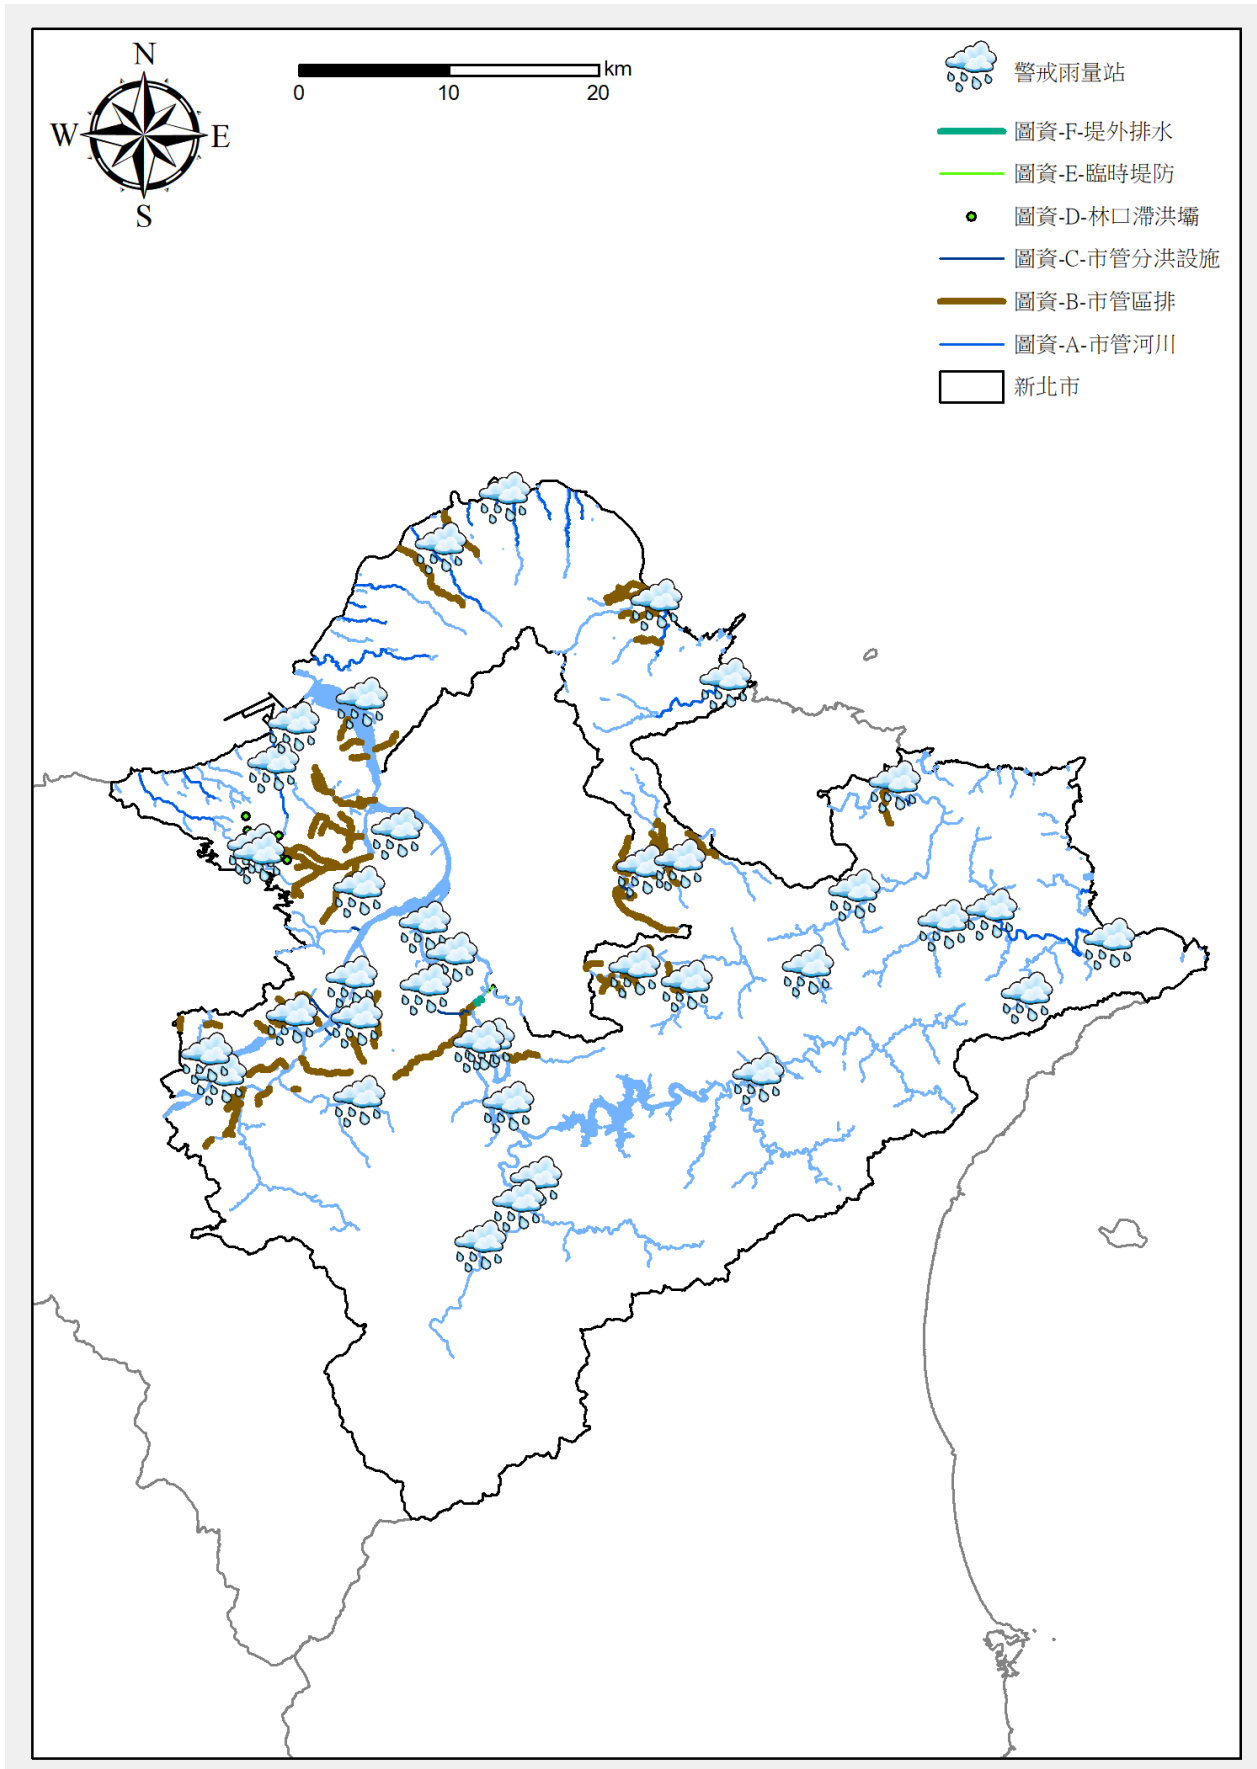 N
W
E
S
km
0
10
20
警戒雨量站
圖資-F-堤外排水
圖資-E-臨時堤防
圖資-D-林口滯洪壩
圖資-C-市管分洪設施
圖資-B-市管區排
圖資-A-市管河川
新北市